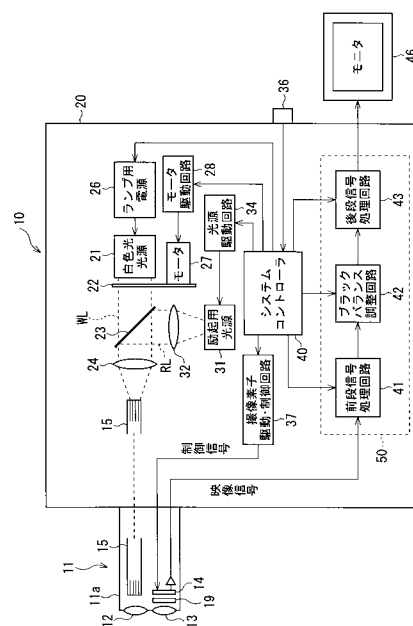 10
20
36
46
モニタ
ランプ用
電源
26
白色光
光源
21
22
モータ
駆動回路
28
モータ
27
光源
駆動回路
34
WL
23
24
RL
32
励起用
光源
31
システム
コントローラ
40
撮像素子
駆動・制御回路
37
制御信号
映像信号
15
15
11
11a
12
13
14
19
前段信号
処理回路
41
ブラック
バランス
調整回路
42
後段信号
処理回路
43
50